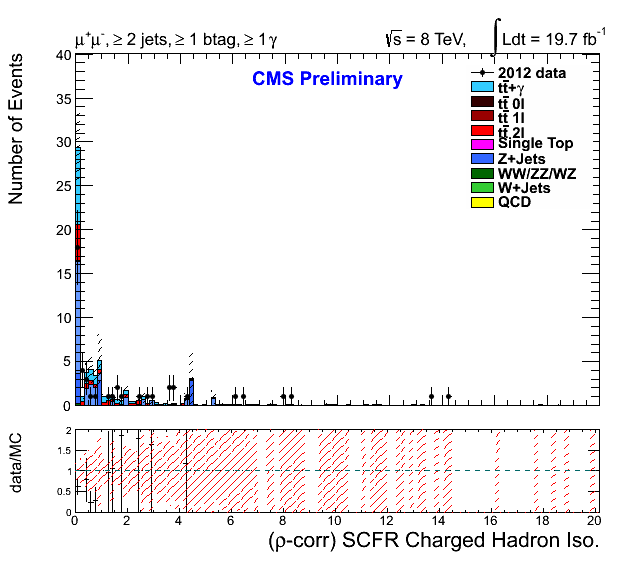 μ⁺μ⁻, ≥ 2 jets, ≥ 1 btag, ≥ 1 γ
√s = 8 TeV, ∫ Ldt = 19.7 fb⁻¹
CMS Preliminary
2012 data
tt̄+γ
tt̄ 0l
tt̄ 1l
tt̄ 2l
Single Top
Z+Jets
WW/ZZ/WZ
W+Jets
QCD
Number of Events
40
35
30
25
20
15
10
5
0
data/MC
2
1.5
1
0.5
0
0 2 4 6 8 10 12 14 16 18 20
(ρ-corr) SCFR Charged Hadron Iso.